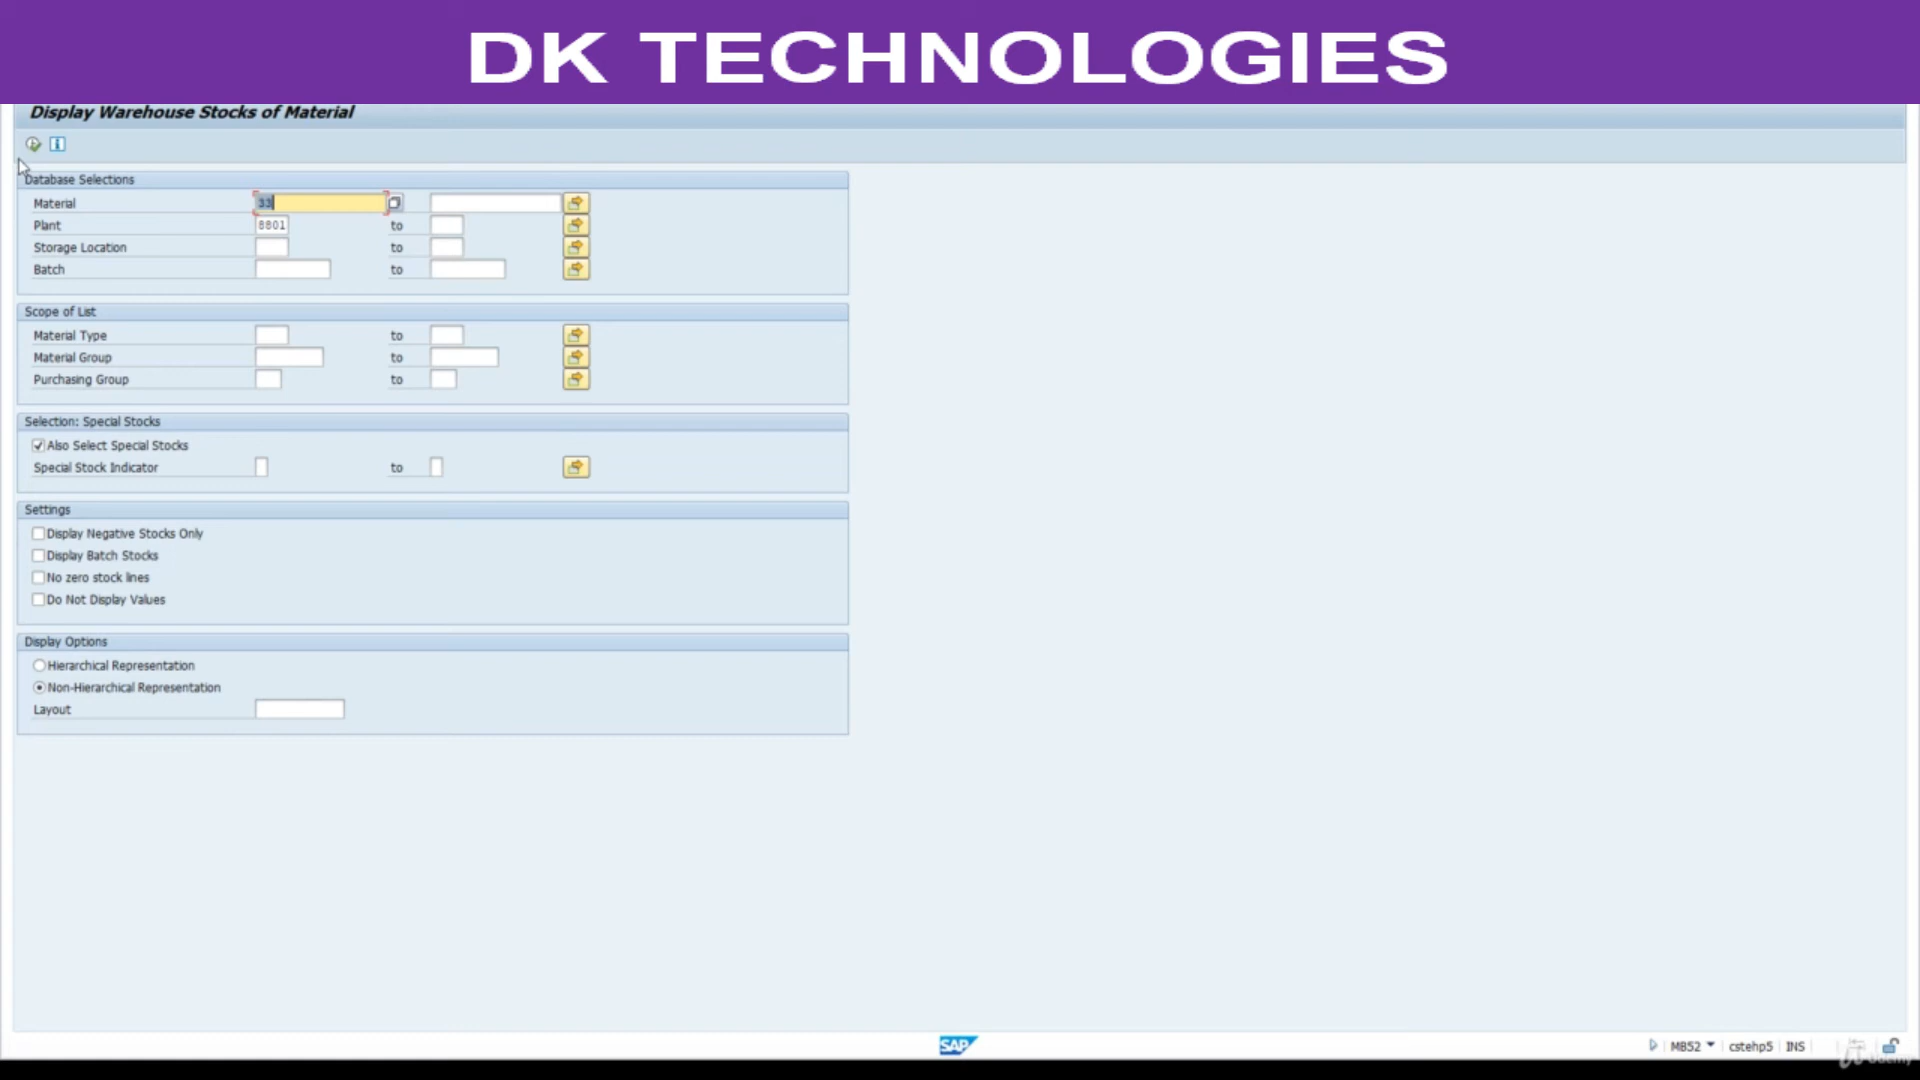 DK TECHNOLOGIES
Display Warehouse Stocks of Material
Database Selections
Material 33
Plant 8801 to
Storage Location to
Batch to
Scope of List
Material Type to
Material Group to
Purchasing Group to
Selection: Special Stocks
Also Select Special Stocks
Special Stock Indicator to
Settings
Display Negative Stocks Only
Display Batch Stocks
No zero stock lines
Do Not Display Values
Display Options
Hierarchical Representation
Non-Hierarchical Representation
Layout
SAP MB52 cstehp5 INS
Udemy